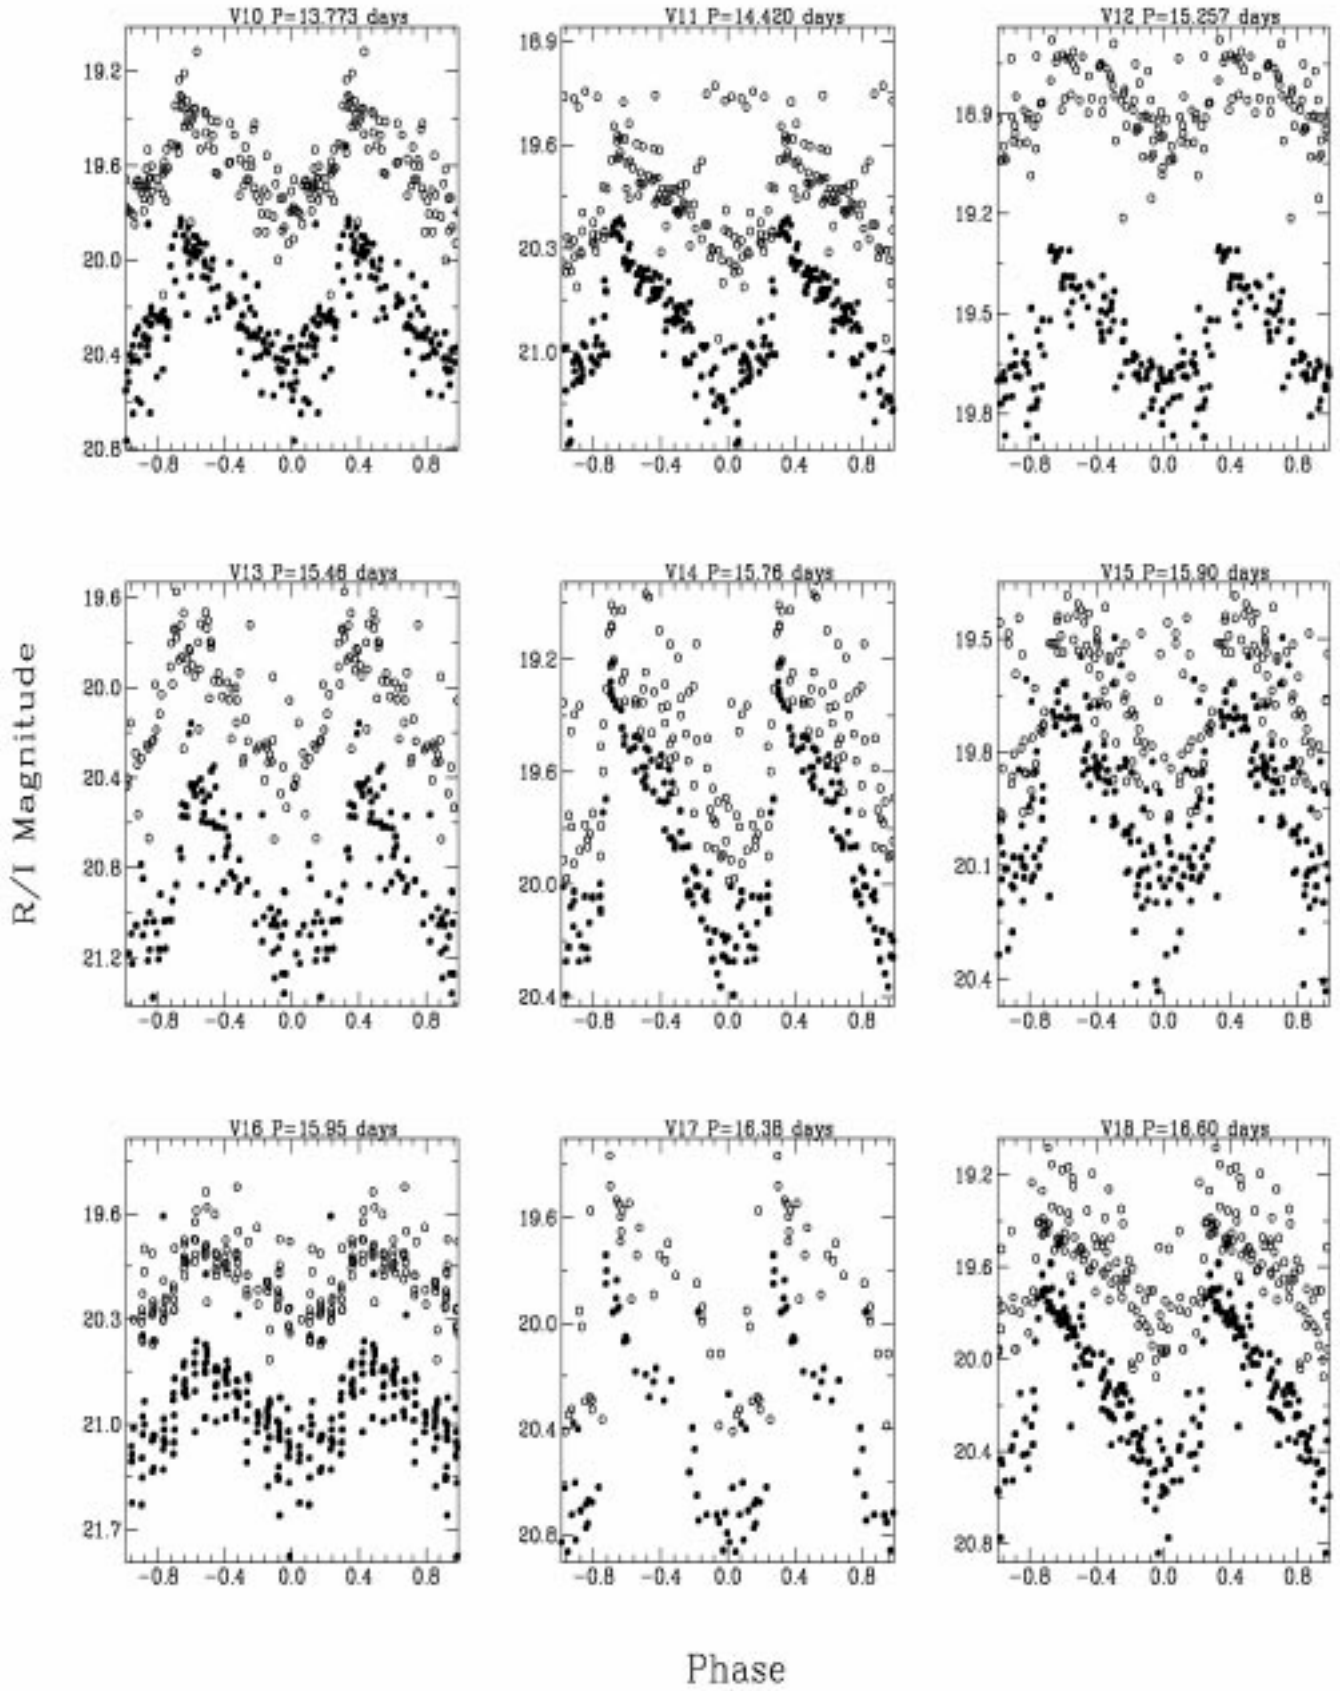 V10 P=13.773 days
V11 P=14.420 days
V12 P=15.257 days
19.2
19.6
20.0
20.4
20.8
18.9
19.6
20.3
21.0
18.9
19.2
19.5
19.8
−0.8 −0.4 0.0 0.4 0.8
−0.8 −0.4 0.0 0.4 0.8
−0.8 −0.4 0.0 0.4 0.8
V13 P=15.46 days
V14 P=15.76 days
V15 P=15.90 days
19.6
20.0
20.4
20.8
21.2
19.2
19.6
20.0
20.4
19.5
19.8
20.1
20.4
−0.8 −0.4 0.0 0.4 0.8
−0.8 −0.4 0.0 0.4 0.8
−0.8 −0.4 0.0 0.4 0.8
R/I Magnitude
V16 P=15.95 days
V17 P=16.38 days
V18 P=16.60 days
19.6
20.3
21.0
21.7
19.6
20.0
20.4
20.8
19.2
19.6
20.0
20.4
20.8
−0.8 −0.4 0.0 0.4 0.8
−0.8 −0.4 0.0 0.4 0.8
−0.8 −0.4 0.0 0.4 0.8
Phase